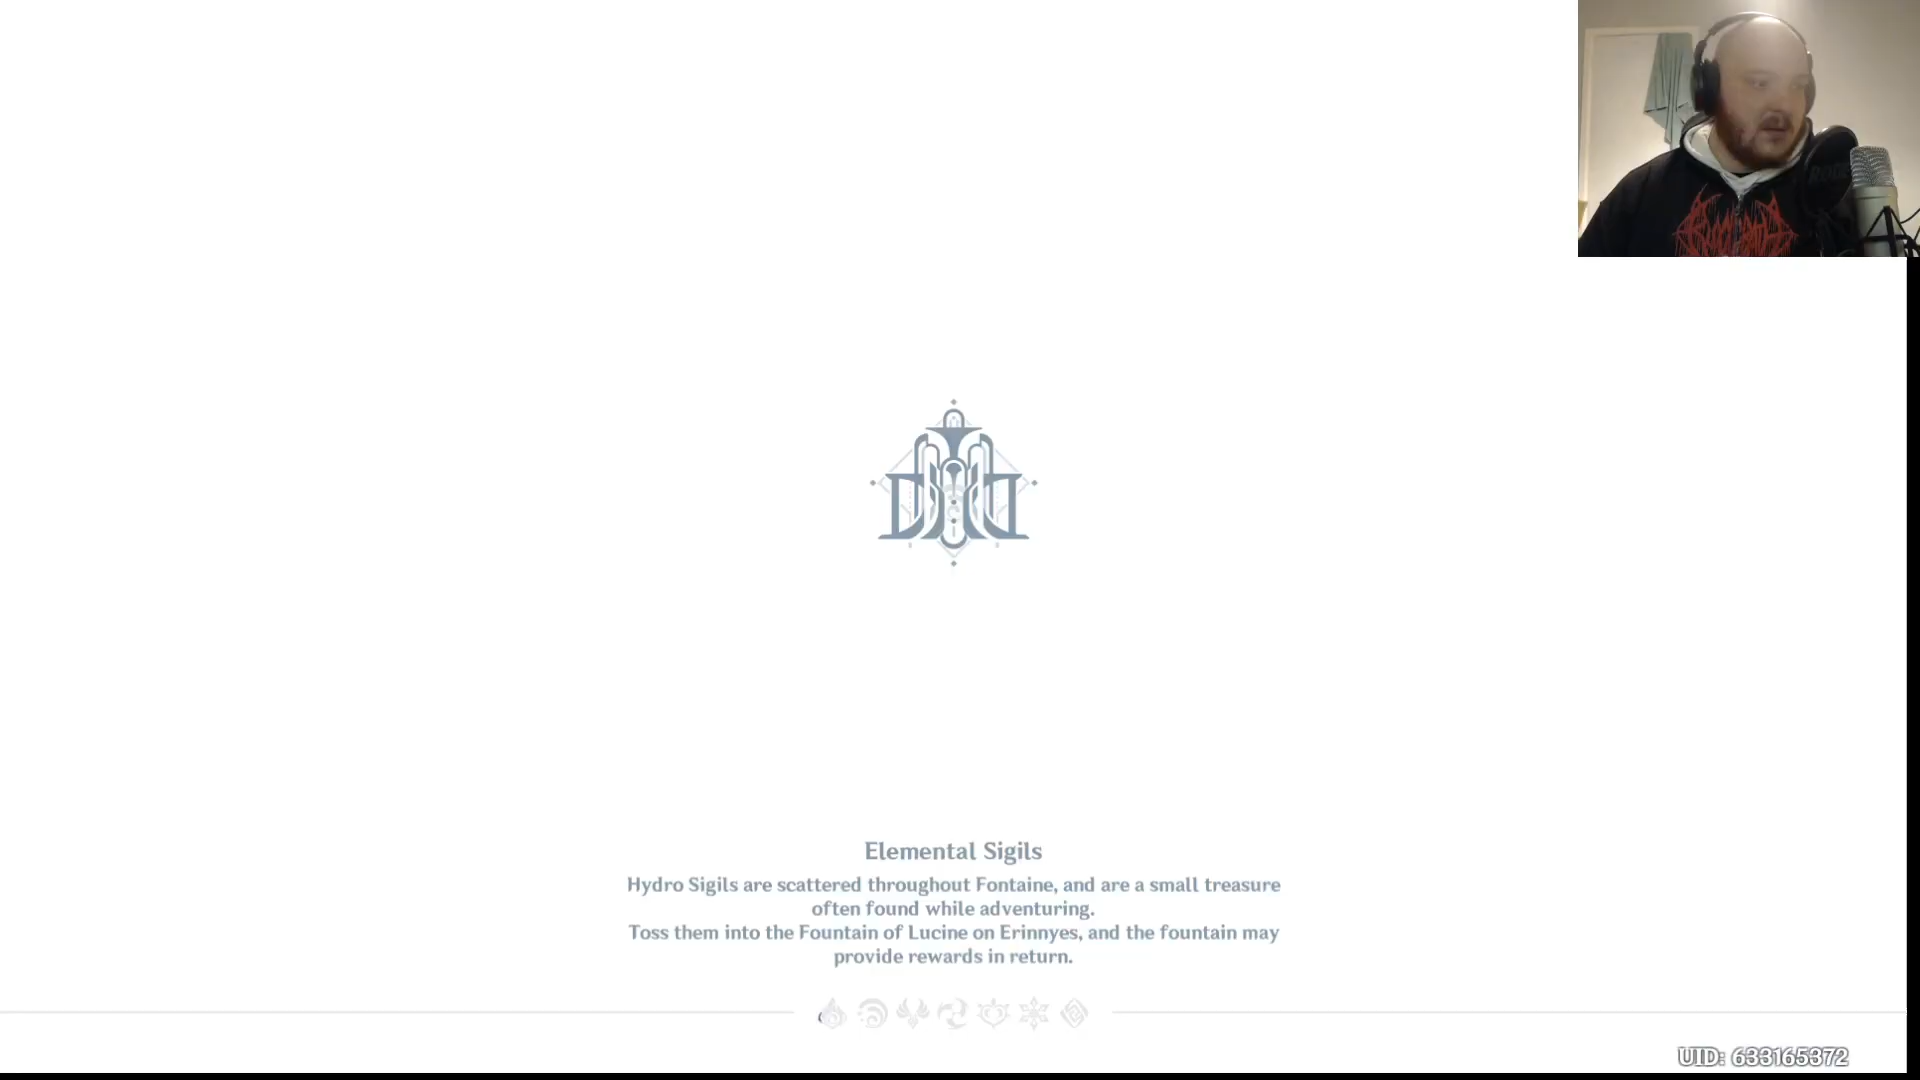 Elemental Sigils
Hydro Sigils are scattered throughout Fontaine, and are a small treasure
often found while adventuring.
Toss them into the Fountain of Lucine on Erinnyes, and the fountain may
provide rewards in return.
UID: 633165372